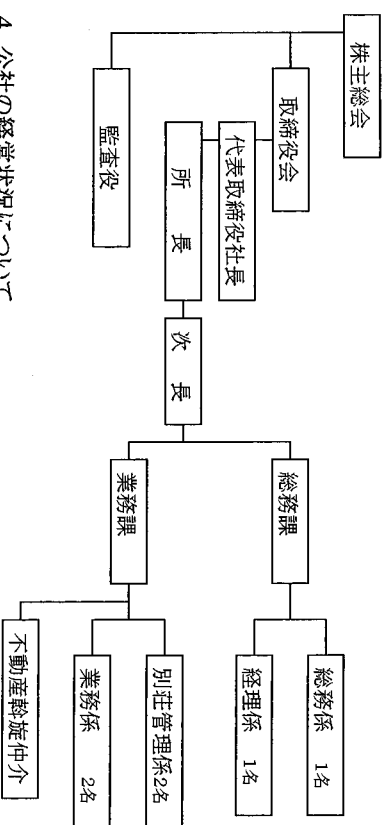 株主総会
取締役会
代表取締役社長
所　長
監査役
次　長
総務課
業務課
総務係　1名
経理係　1名
別荘管理係2名
業務係　2名
不動産斡旋仲介
4　公社の経営状況について